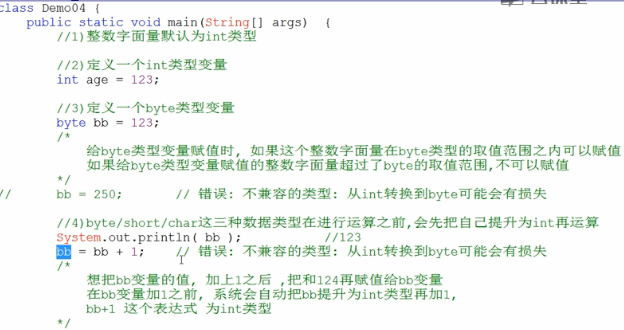 class Demo04 {
public static void main(String[] args)  {
//1)整数字面量默认为int类型
//2)定义一个int类型变量
int age = 123;
//3)定义一个byte类型变量
byte bb = 123;
/*
给byte类型变量赋值时, 如果这个整数字面量在byte类型的取值范围之内可以赋值
如果给byte类型变量赋值的整数字面量超过了byte的取值范围,不可以赋值
*/
// bb = 250; // 错误: 不兼容的类型: 从int转换到byte可能会有损失
//4)byte/short/char这三种数据类型在进行运算之前,会先把自己提升为int再运算
System.out.println( bb ); //123
bb = bb + 1; // 错误: 不兼容的类型: 从int转换到byte可能会有损失
/*
想把bb变量的值, 加上1之后 ,把和124再赋值给bb变量
在bb变量加1之前, 系统会自动把bb提升为int类型再加1,
bb+1 这个表达式 为int类型
*/